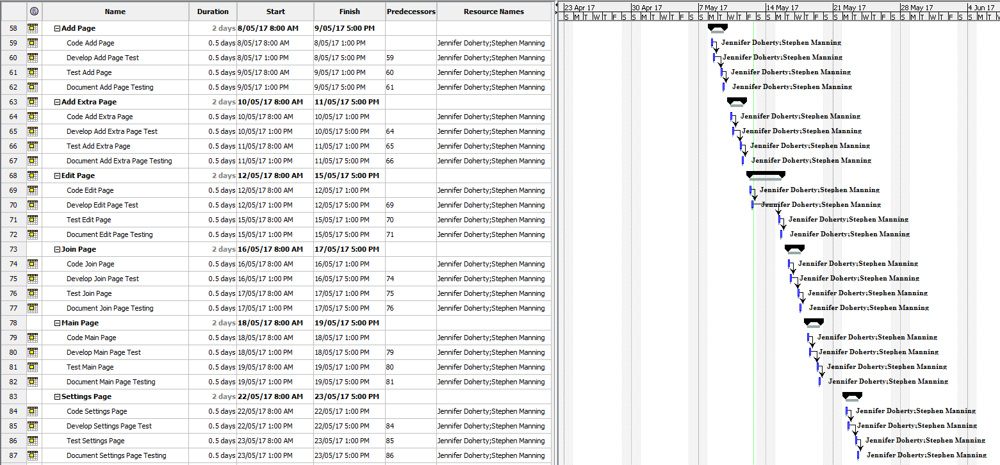 Name Duration Start Finish Predecessors Resource Names 23 Apr 17 30 Apr 17 7 May 17 14 May 17 21 May 17 28 May 17 4 Jun 17
S M T W T F S S M T W T F S S M T W T F S S M T W T F S S M T W T F S S M T W T F S S M T W
58 Add Page 2 days 8/05/17 8:00 AM 9/05/17 5:00 PM
59 Code Add Page 0.5 days 8/05/17 8:00 AM 8/05/17 1:00 PM Jennifer Doherty;Stephen Manning Jennifer Doherty;Stephen Manning
60 Develop Add Page Test 0.5 days 8/05/17 1:00 PM 8/05/17 5:00 PM 59 Jennifer Doherty;Stephen Manning Jennifer Doherty;Stephen Manning
61 Test Add Page 0.5 days 9/05/17 8:00 AM 9/05/17 1:00 PM 60 Jennifer Doherty;Stephen Manning Jennifer Doherty;Stephen Manning
62 Document Add Page Testing 0.5 days 9/05/17 1:00 PM 9/05/17 5:00 PM 61 Jennifer Doherty;Stephen Manning Jennifer Doherty;Stephen Manning
63 Add Extra Page 2 days 10/05/17 8:00 AM 11/05/17 5:00 PM
64 Code Add Extra Page 0.5 days 10/05/17 8:00 AM 10/05/17 1:00 PM Jennifer Doherty;Stephen Manning Jennifer Doherty;Stephen Manning
65 Develop Add Extra Page Test 0.5 days 10/05/17 1:00 PM 10/05/17 5:00 PM 64 Jennifer Doherty;Stephen Manning Jennifer Doherty;Stephen Manning
66 Test Add Extra Page 0.5 days 11/05/17 8:00 AM 11/05/17 1:00 PM 65 Jennifer Doherty;Stephen Manning Jennifer Doherty;Stephen Manning
67 Document Add Extra Page Testing 0.5 days 11/05/17 1:00 PM 11/05/17 5:00 PM 66 Jennifer Doherty;Stephen Manning Jennifer Doherty;Stephen Manning
68 Edit Page 2 days 12/05/17 8:00 AM 15/05/17 5:00 PM
69 Code Edit Page 0.5 days 12/05/17 8:00 AM 12/05/17 1:00 PM Jennifer Doherty;Stephen Manning Jennifer Doherty;Stephen Manning
70 Develop Edit Page Test 0.5 days 12/05/17 1:00 PM 12/05/17 5:00 PM 69 Jennifer Doherty;Stephen Manning Jennifer Doherty;Stephen Manning
71 Test Edit Page 0.5 days 15/05/17 8:00 AM 15/05/17 1:00 PM 70 Jennifer Doherty;Stephen Manning Jennifer Doherty;Stephen Manning
72 Document Edit Page Testing 0.5 days 15/05/17 1:00 PM 15/05/17 5:00 PM 71 Jennifer Doherty;Stephen Manning Jennifer Doherty;Stephen Manning
73 Join Page 2 days 16/05/17 8:00 AM 17/05/17 5:00 PM
74 Code Join Page 0.5 days 16/05/17 8:00 AM 16/05/17 1:00 PM Jennifer Doherty;Stephen Manning Jennifer Doherty;Stephen Manning
75 Develop Join Page Test 0.5 days 16/05/17 1:00 PM 16/05/17 5:00 PM 74 Jennifer Doherty;Stephen Manning Jennifer Doherty;Stephen Manning
76 Test Join Page 0.5 days 17/05/17 8:00 AM 17/05/17 1:00 PM 75 Jennifer Doherty;Stephen Manning Jennifer Doherty;Stephen Manning
77 Document Join Page Testing 0.5 days 17/05/17 1:00 PM 17/05/17 5:00 PM 76 Jennifer Doherty;Stephen Manning Jennifer Doherty;Stephen Manning
78 Main Page 2 days 18/05/17 8:00 AM 19/05/17 5:00 PM
79 Code Main Page 0.5 days 18/05/17 8:00 AM 18/05/17 1:00 PM Jennifer Doherty;Stephen Manning Jennifer Doherty;Stephen Manning
80 Develop Main Page Test 0.5 days 18/05/17 1:00 PM 18/05/17 5:00 PM 79 Jennifer Doherty;Stephen Manning Jennifer Doherty;Stephen Manning
81 Test Main Page 0.5 days 19/05/17 8:00 AM 19/05/17 1:00 PM 80 Jennifer Doherty;Stephen Manning Jennifer Doherty;Stephen Manning
82 Document Main Page Testing 0.5 days 19/05/17 1:00 PM 19/05/17 5:00 PM 81 Jennifer Doherty;Stephen Manning Jennifer Doherty;Stephen Manning
83 Settings Page 2 days 22/05/17 8:00 AM 23/05/17 5:00 PM
84 Code Settings Page 0.5 days 22/05/17 8:00 AM 22/05/17 1:00 PM Jennifer Doherty;Stephen Manning Jennifer Doherty;Stephen Manning
85 Develop Settings Page Test 0.5 days 22/05/17 1:00 PM 22/05/17 5:00 PM 84 Jennifer Doherty;Stephen Manning Jennifer Doherty;Stephen Manning
86 Test Settings Page 0.5 days 23/05/17 8:00 AM 23/05/17 1:00 PM 85 Jennifer Doherty;Stephen Manning Jennifer Doherty;Stephen Manning
87 Document Settings Page Testing 0.5 days 23/05/17 1:00 PM 23/05/17 5:00 PM 86 Jennifer Doherty;Stephen Manning Jennifer Doherty;Stephen Manning